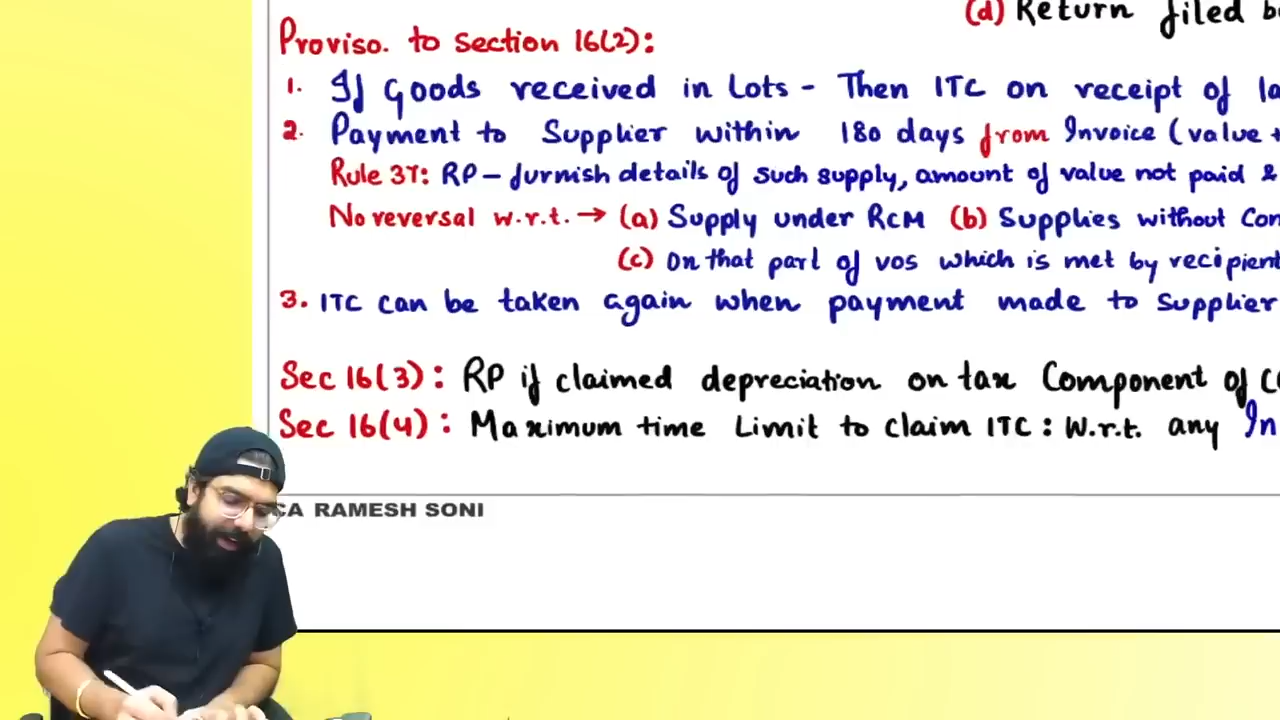 (d) Return filed
Proviso. to section 16(2):
1. If Goods received in Lots - Then ITC on receipt of
2. Payment to Supplier within 180 days from Invoice (value +
Rule 37: RP - furnish details of such supply, amount of value not paid &
No reversal w.r.t. → (a) Supply under RCM (b) Supplies without
(c) On that part of VOS which is met by recipient
3. ITC can be taken again when payment made to Supplier
Sec 16(3): RP if claimed depreciation on tax Component of
Sec 16(4): Maximum time Limit to claim ITC: W.r.t. any
CA RAMESH SONI